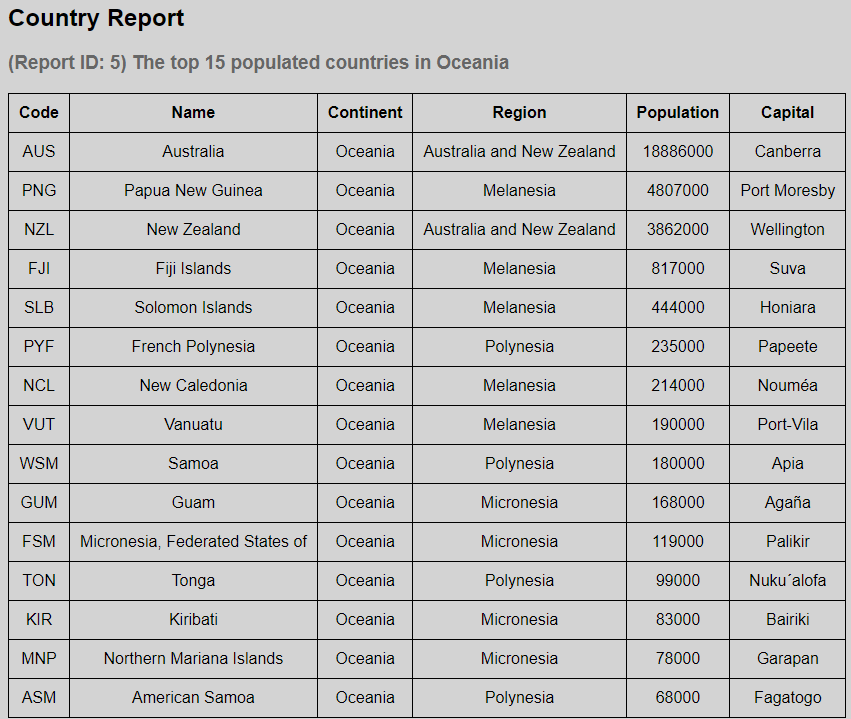 Country Report
(Report ID: 5) The top 15 populated countries in Oceania
Code Name Continent Region Population Capital
AUS Australia Oceania Australia and New Zealand 18886000 Canberra
PNG Papua New Guinea Oceania Melanesia 4807000 Port Moresby
NZL New Zealand Oceania Australia and New Zealand 3862000 Wellington
FJI Fiji Islands Oceania Melanesia 817000 Suva
SLB Solomon Islands Oceania Melanesia 444000 Honiara
PYF French Polynesia Oceania Polynesia 235000 Papeete
NCL New Caledonia Oceania Melanesia 214000 Nouméa
VUT Vanuatu Oceania Melanesia 190000 Port-Vila
WSM Samoa Oceania Polynesia 180000 Apia
GUM Guam Oceania Micronesia 168000 Agaña
FSM Micronesia, Federated States of Oceania Micronesia 119000 Palikir
TON Tonga Oceania Polynesia 99000 Nuku´alofa
KIR Kiribati Oceania Micronesia 83000 Bairiki
MNP Northern Mariana Islands Oceania Micronesia 78000 Garapan
ASM American Samoa Oceania Polynesia 68000 Fagatogo